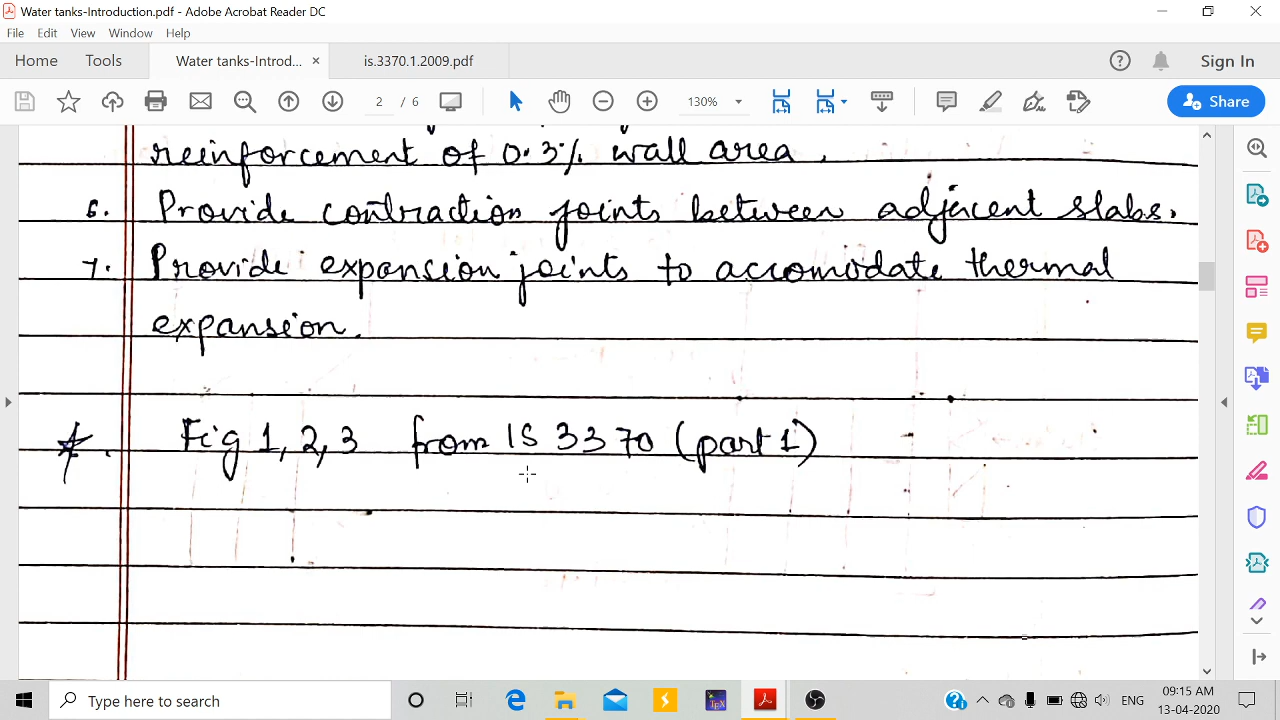 Water tanks-Introduction.pdf - Adobe Acrobat Reader DC
File Edit View Window Help
Home Tools Water tanks-Introd... × is.3370.1.2009.pdf Sign In
2 / 6 130% Share
reinforcement of 0.3% wall area.
6. Provide contraction joints between adjecent slabs.
7. Provide expansion joints to accomodate thermal
expansion.
Fig 1, 2, 3 from IS 3370 (part 1)
Type here to search
ENG
09:15 AM
13-04-2020